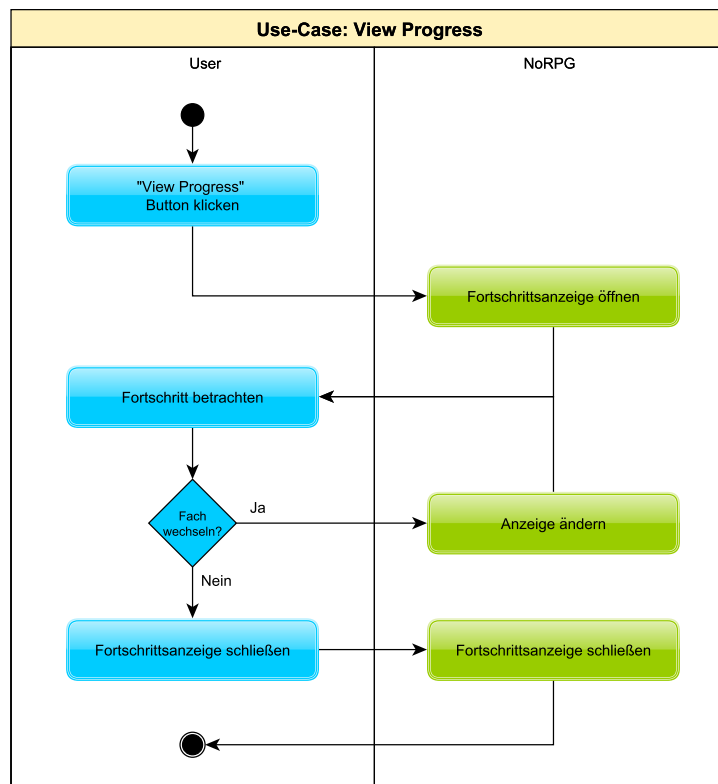 Use-Case: View Progress
User
NoRPG
"View Progress"
Button klicken
Fortschrittsanzeige öffnen
Fortschritt betrachten
Fach
wechseln?
Ja
Anzeige ändern
Nein
Fortschrittsanzeige schließen
Fortschrittsanzeige schließen